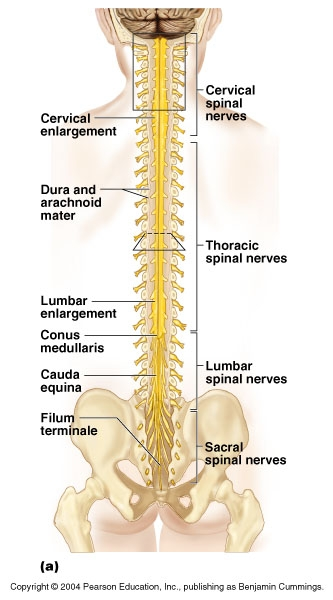 Cervical
spinal
nerves
Cervical
enlargement
Dura and
arachnoid
mater
Thoracic
spinal nerves
Lumbar
enlargement
Conus
medullaris
Lumbar
spinal nerves
Cauda
equina
Filum
terminale
Sacral
spinal nerves
(a)
Copyright © 2004 Pearson Education, Inc., publishing as Benjamin Cummings.